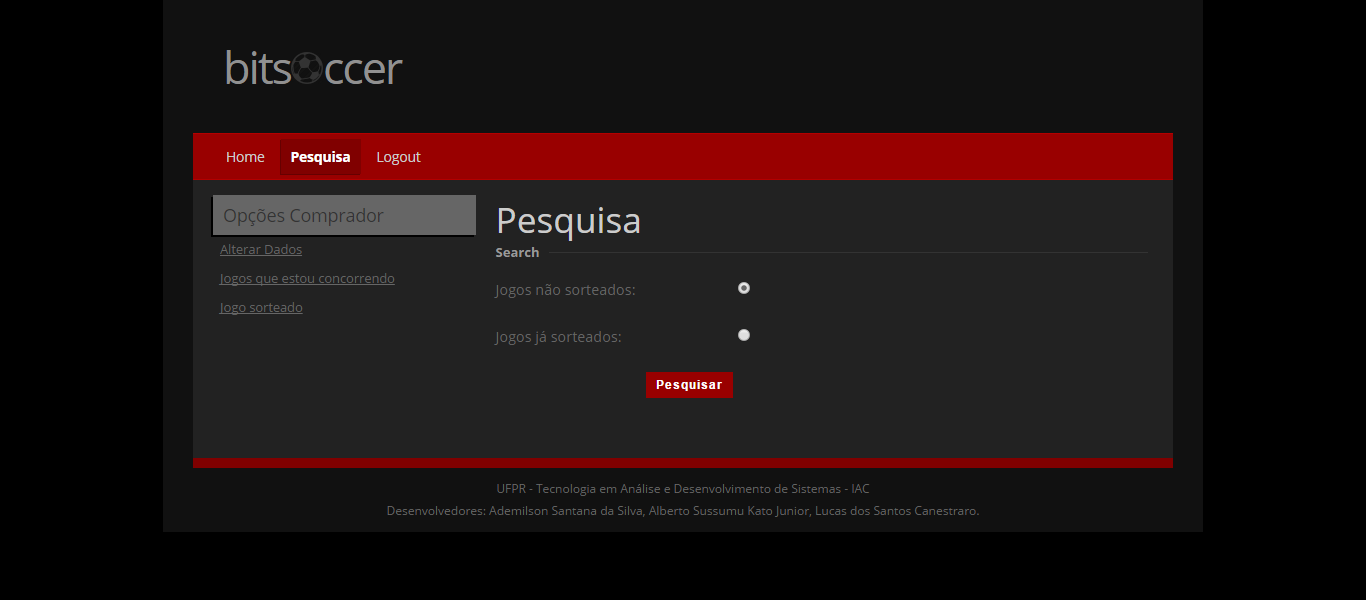 bitsoccer
Home Pesquisa Logout
Opções Comprador
Alterar Dados
Jogos que estou concorrendo
Jogo sorteado
Pesquisa
Search
Jogos não sorteados:
Jogos já sorteados:
Pesquisar
UFPR - Tecnologia em Análise e Desenvolvimento de Sistemas - IAC
Desenvolvedores: Ademilson Santana da Silva, Alberto Sussumu Kato Junior, Lucas dos Santos Canestraro.